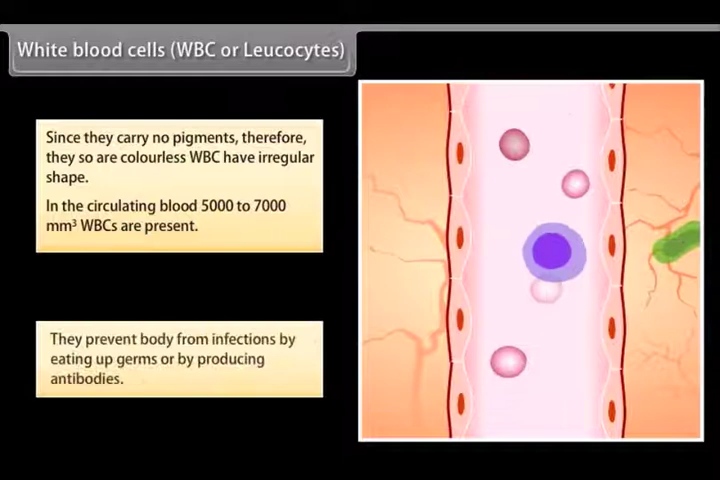 White blood cells (WBC or Leucocytes)
Since they carry no pigments, therefore,
they so are colourless WBC have irregular
shape.
In the circulating blood 5000 to 7000
mm³ WBCs are present.
They prevent body from infections by
eating up germs or by producing
antibodies.